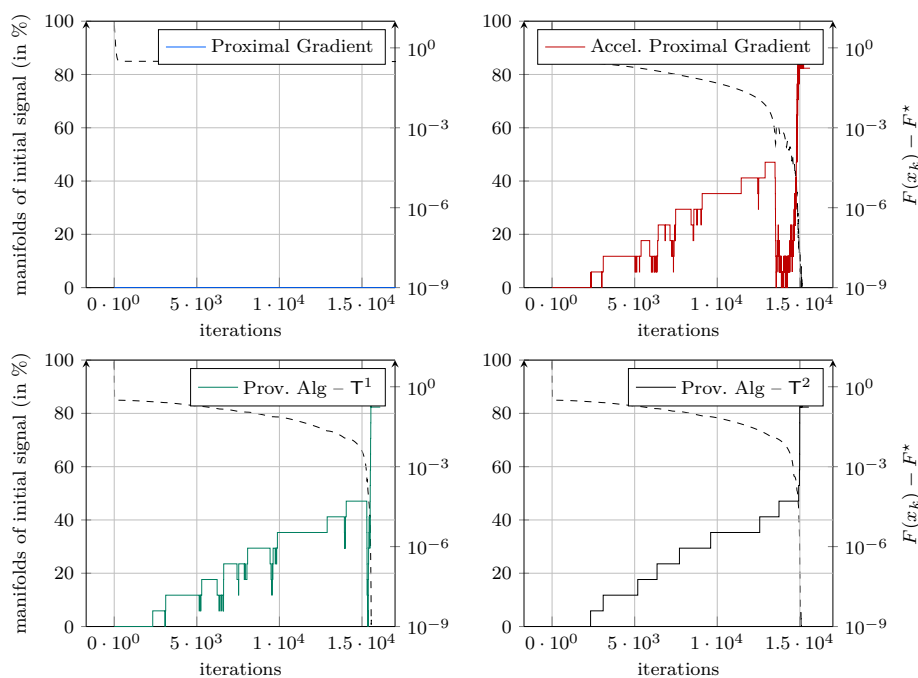 100
80
60
40
20
0
manifolds of initial signal (in %)
Proximal Gradient
10^0
10^−3
10^−6
10^−9
0 · 10^0
5 · 10^3
1 · 10^4
1.5 · 10^4
iterations
100
80
60
40
20
0
Accel. Proximal Gradient
10^0
10^−3
10^−6
10^−9
F(x_k) − F^⋆
0 · 10^0
5 · 10^3
1 · 10^4
1.5 · 10^4
iterations
100
80
60
40
20
0
manifolds of initial signal (in %)
Prov. Alg – T^1
10^0
10^−3
10^−6
10^−9
0 · 10^0
5 · 10^3
1 · 10^4
1.5 · 10^4
iterations
100
80
60
40
20
0
Prov. Alg – T^2
10^0
10^−3
10^−6
10^−9
F(x_k) − F^⋆
0 · 10^0
5 · 10^3
1 · 10^4
1.5 · 10^4
iterations